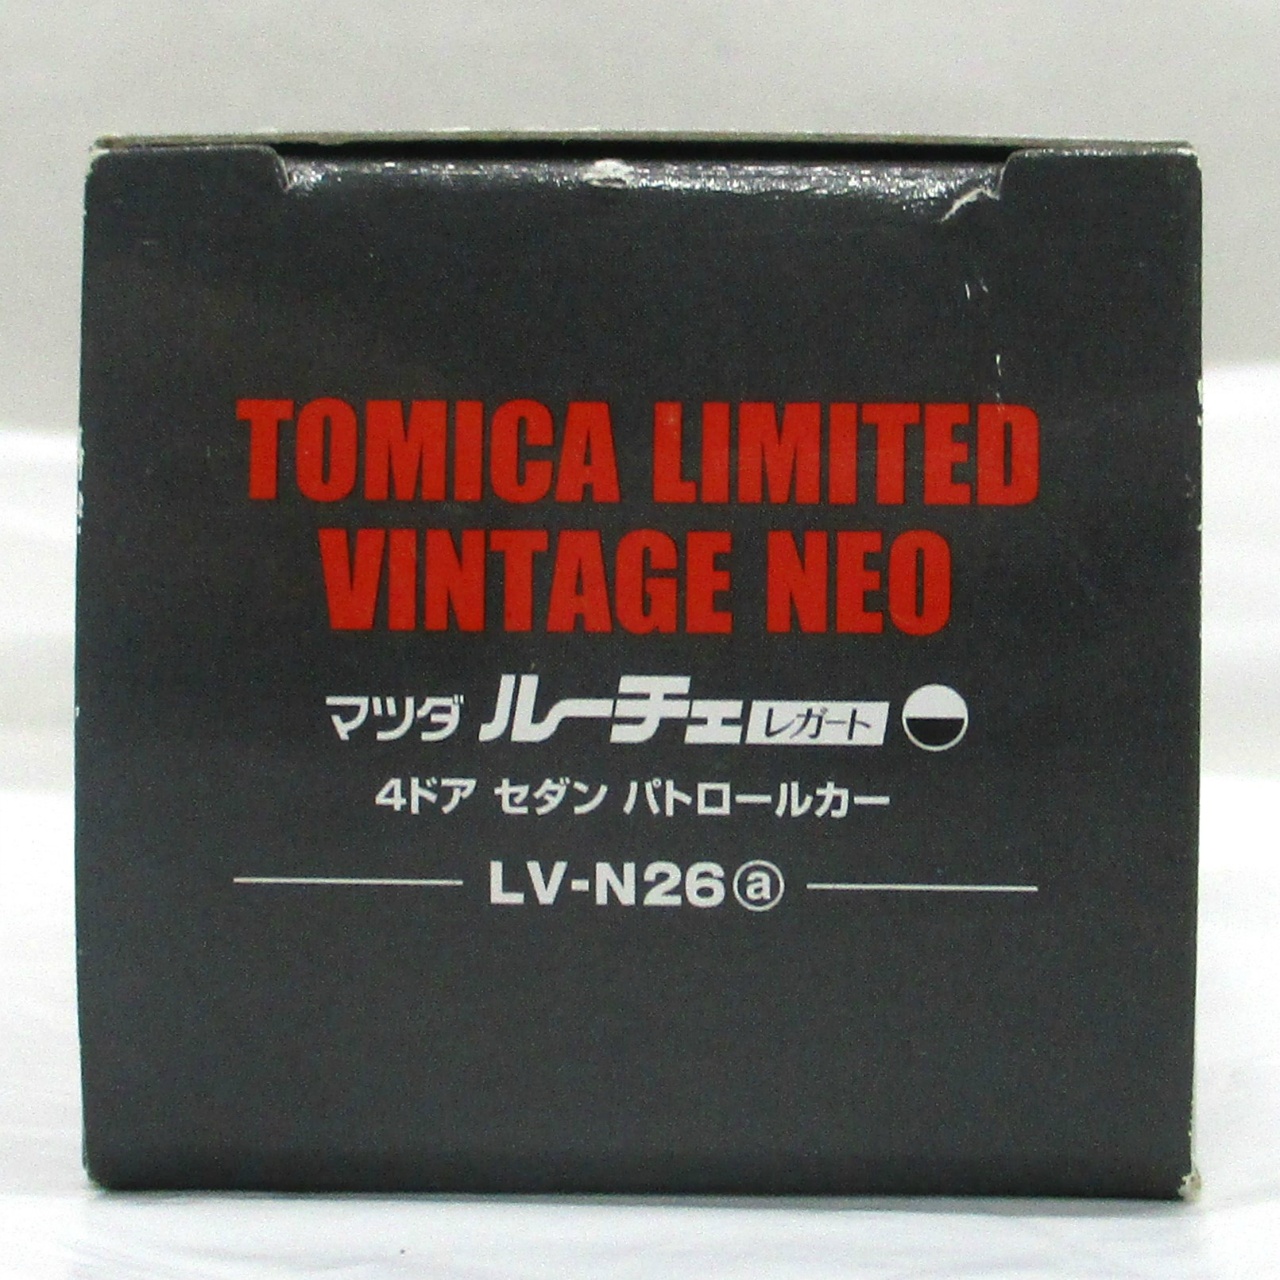 TOMICA LIMITED
VINTAGE NEO
マツダ ルーチェ レガート
4ドア セダン パトロールカー
LV-N26ⓐ